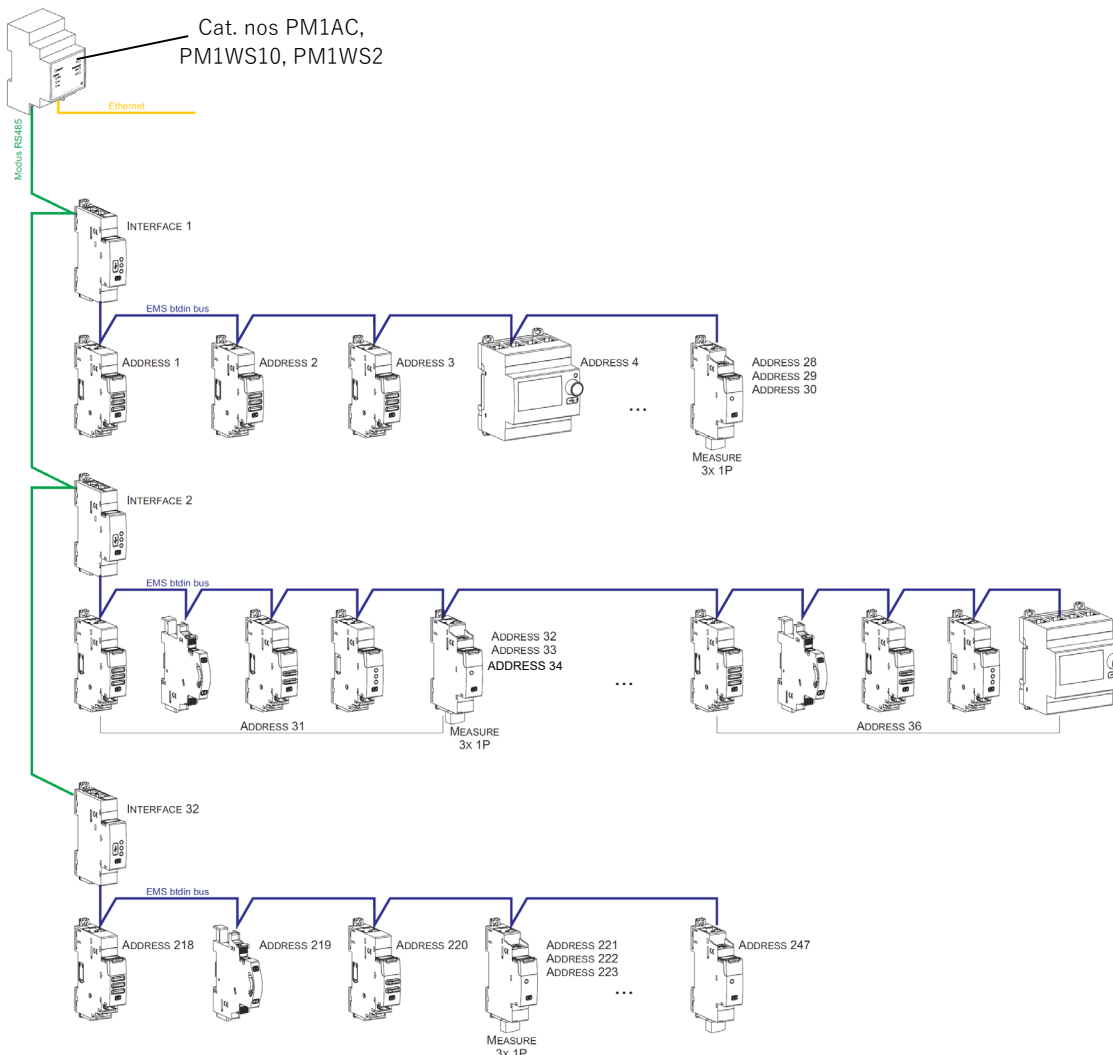 Cat. nos PM1AC,
PM1WS10, PM1WS2
Ethernet
Modus RS485
INTERFACE 1
EMS btdin bus
ADDRESS 1
ADDRESS 2
ADDRESS 3
ADDRESS 4
...
ADDRESS 28
ADDRESS 29
ADDRESS 30
MEASURE
3X 1P
INTERFACE 2
EMS btdin bus
ADDRESS 32
ADDRESS 33
ADDRESS 34
...
ADDRESS 31
MEASURE
3X 1P
ADDRESS 36
INTERFACE 32
EMS btdin bus
ADDRESS 218
ADDRESS 219
ADDRESS 220
ADDRESS 221
ADDRESS 222
ADDRESS 223
...
ADDRESS 247
MEASURE
3X 1P